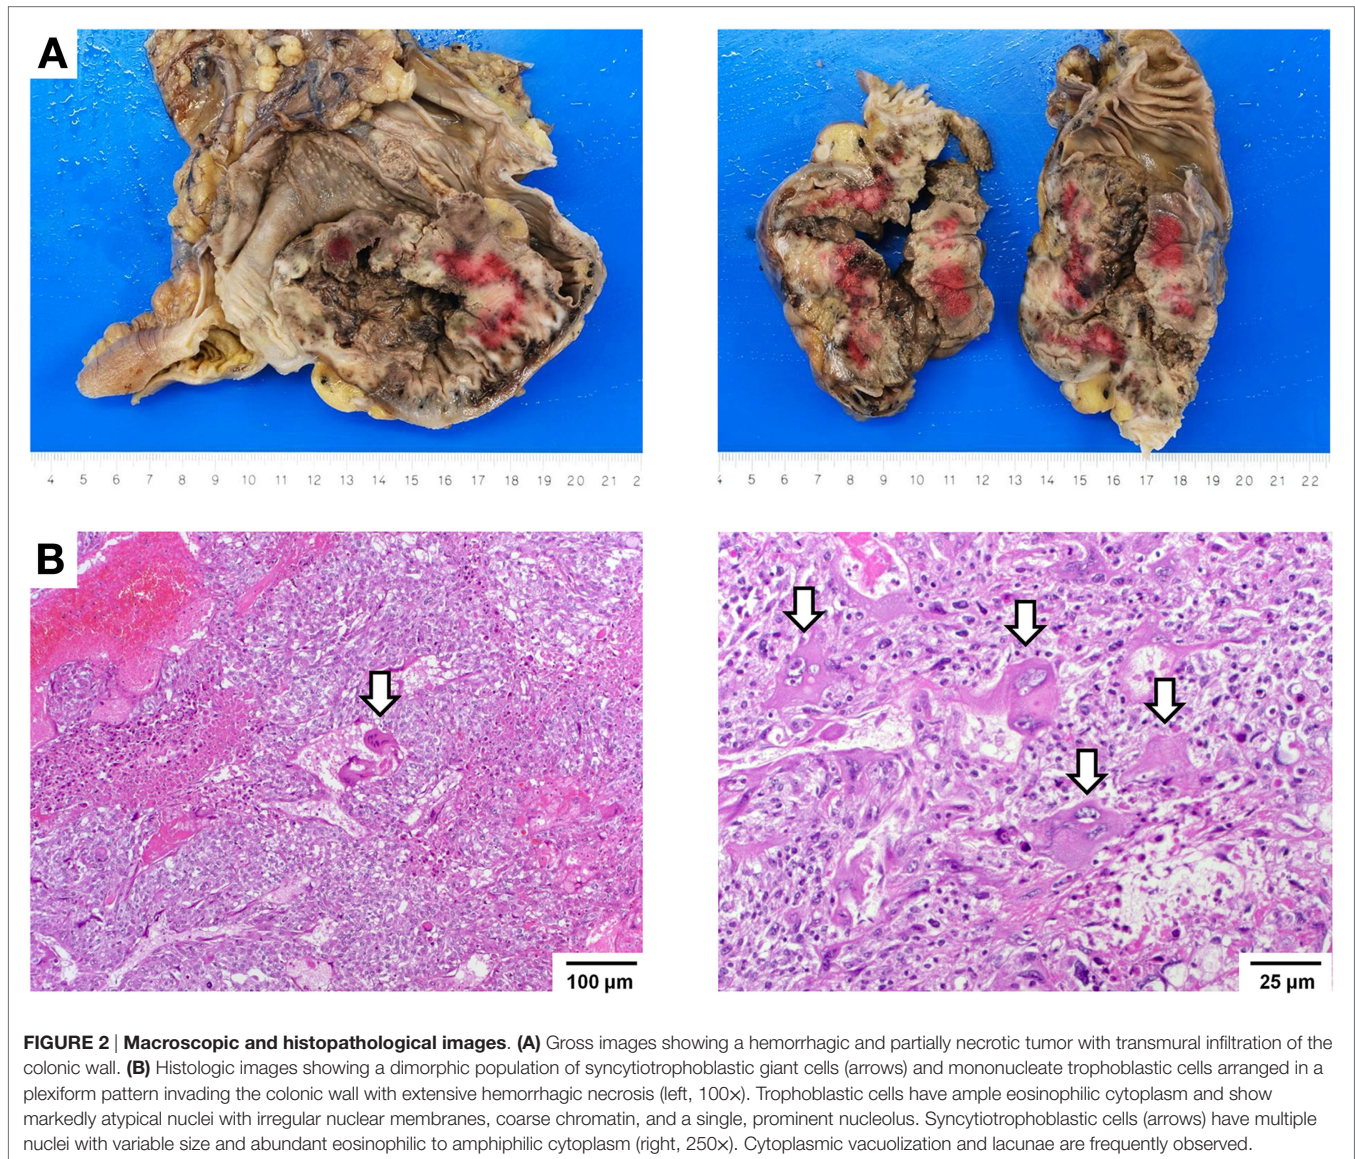 A
4 5 6 7 8 9 10 11 12 13 14 15 16 17 18 19 20 21 2
4 5 6 7 8 9 10 11 12 13 14 15 16 17 18 19 20 21 22
B
100 µm
25 µm
FIGURE 2 | Macroscopic and histopathological images. (A) Gross images showing a hemorrhagic and partially necrotic tumor with transmural infiltration of the
colonic wall. (B) Histologic images showing a dimorphic population of syncytiotrophoblastic giant cells (arrows) and mononucleate trophoblastic cells arranged in a
plexiform pattern invading the colonic wall with extensive hemorrhagic necrosis (left, 100×). Trophoblastic cells have ample eosinophilic cytoplasm and show
markedly atypical nuclei with irregular nuclear membranes, coarse chromatin, and a single, prominent nucleolus. Syncytiotrophoblastic cells (arrows) have multiple
nuclei with variable size and abundant eosinophilic to amphiphilic cytoplasm (right, 250×). Cytoplasmic vacuolization and lacunae are frequently observed.